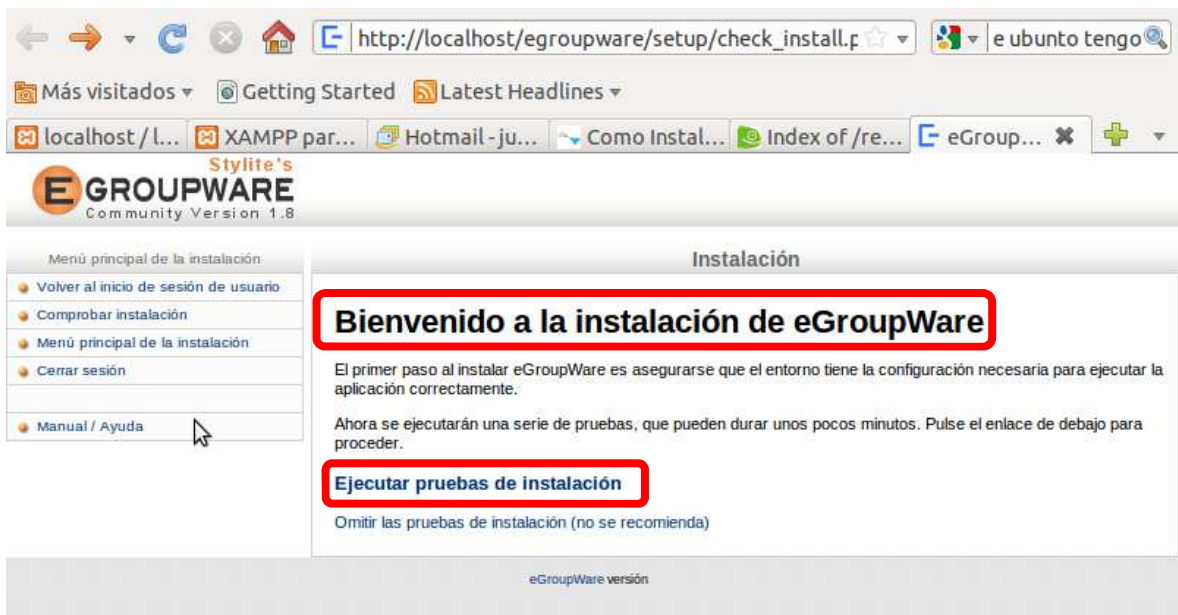 http://localhost/egroupware/setup/check_install.p
e ubunto tengo
Más visitados
Getting Started
Latest Headlines
localhost / l...
XAMPP par...
Hotmail - ju...
Como Instal...
Index of /re...
eGroup...
Stylite's
EGROUPWARE
Community Version 1.8
Menú principal de la instalación
Volver al inicio de sesión de usuario
Comprobar instalación
Menú principal de la instalación
Cerrar sesión
Manual / Ayuda
Instalación
Bienvenido a la instalación de eGroupWare
El primer paso al instalar eGroupWare es asegurarse que el entorno tiene la configuración necesaria para ejecutar la
aplicación correctamente.
Ahora se ejecutarán una serie de pruebas, que pueden durar unos pocos minutos. Pulse el enlace de debajo para
proceder.
Ejecutar pruebas de instalación
Omitir las pruebas de instalación (no se recomienda)
eGroupWare versión